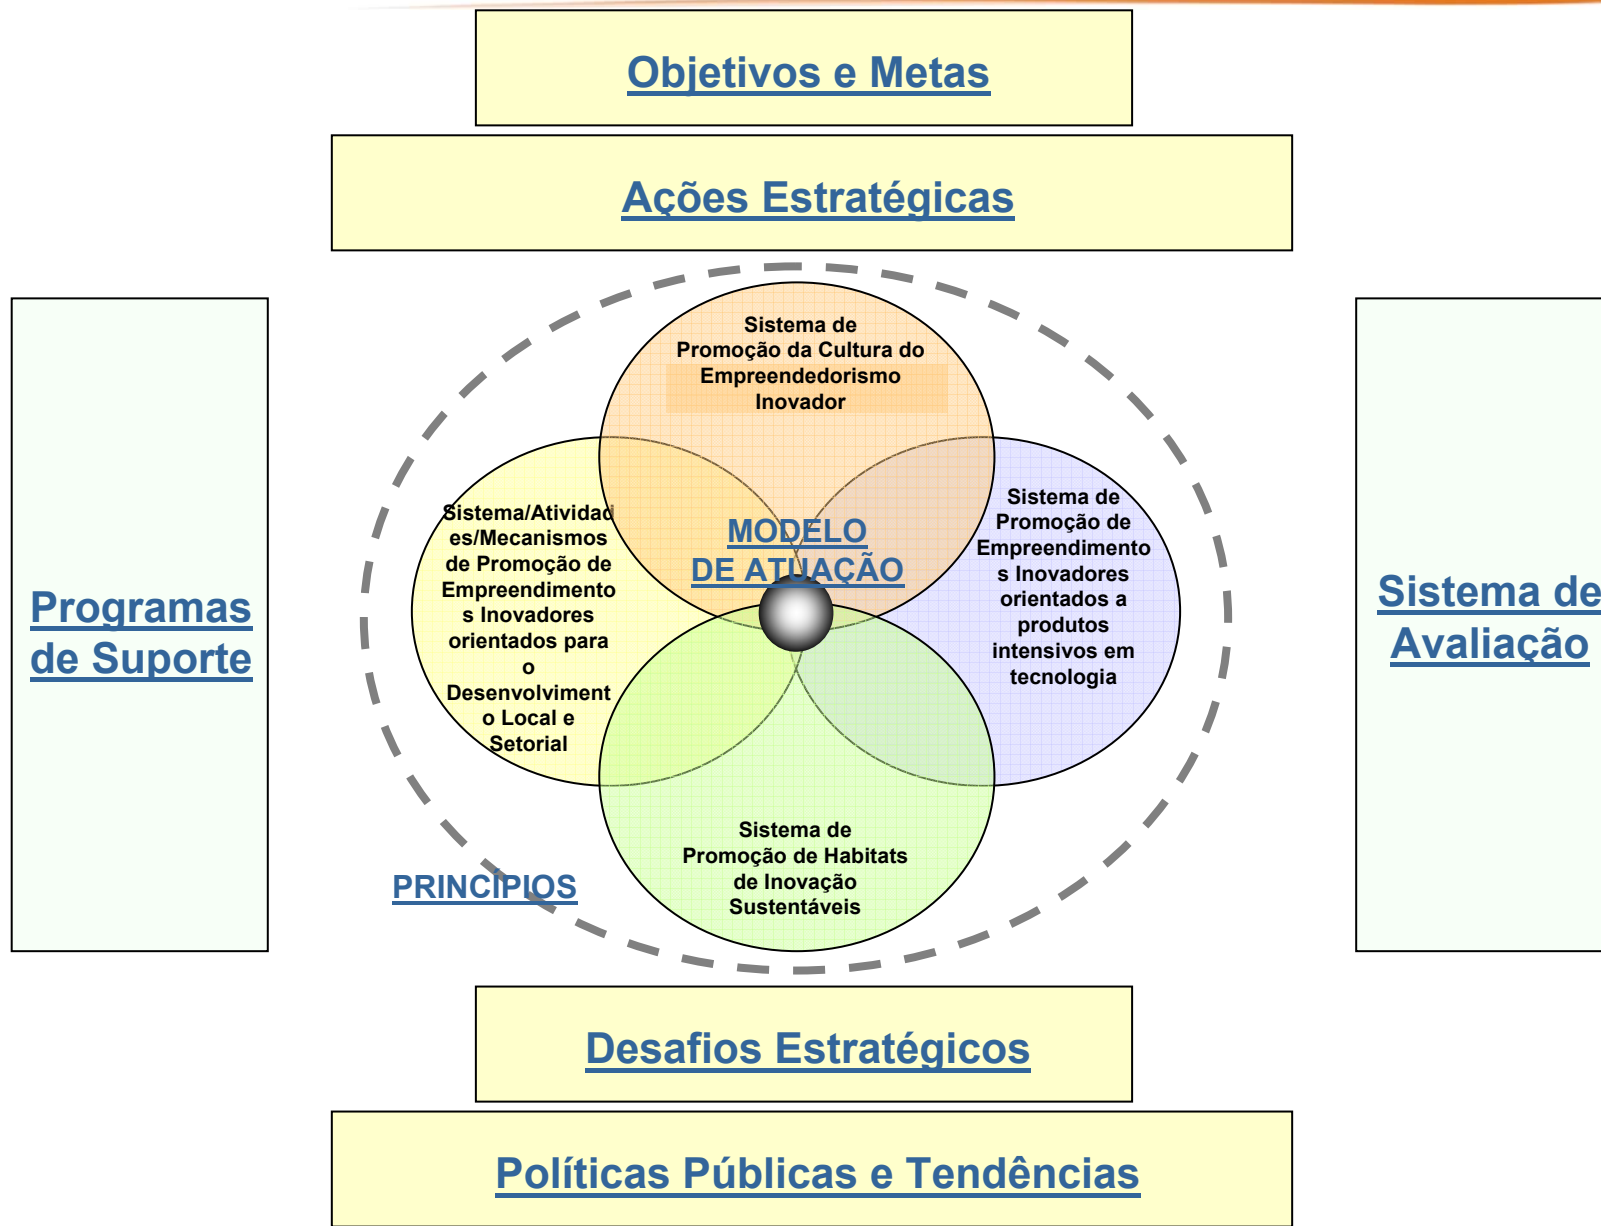 Objetivos e Metas
Ações Estratégicas
Programas
de Suporte
Sistema de
Promoção da Cultura do
Empreendedorismo
Inovador
Sistema/Atividad
es/Mecanismos
de Promoção de
Empreendimento
s Inovadores
orientados para
o
Desenvolviment
o Local e
Setorial
MODELO
DE ATUAÇÃO
Sistema de
Promoção de
Empreendimento
s Inovadores
orientados a
produtos
intensivos em
tecnologia
Sistema de
Avaliação
Sistema de
Promoção de Habitats
de Inovação
Sustentáveis
PRINCÍPIOS
Desafios Estratégicos
Políticas Públicas e Tendências